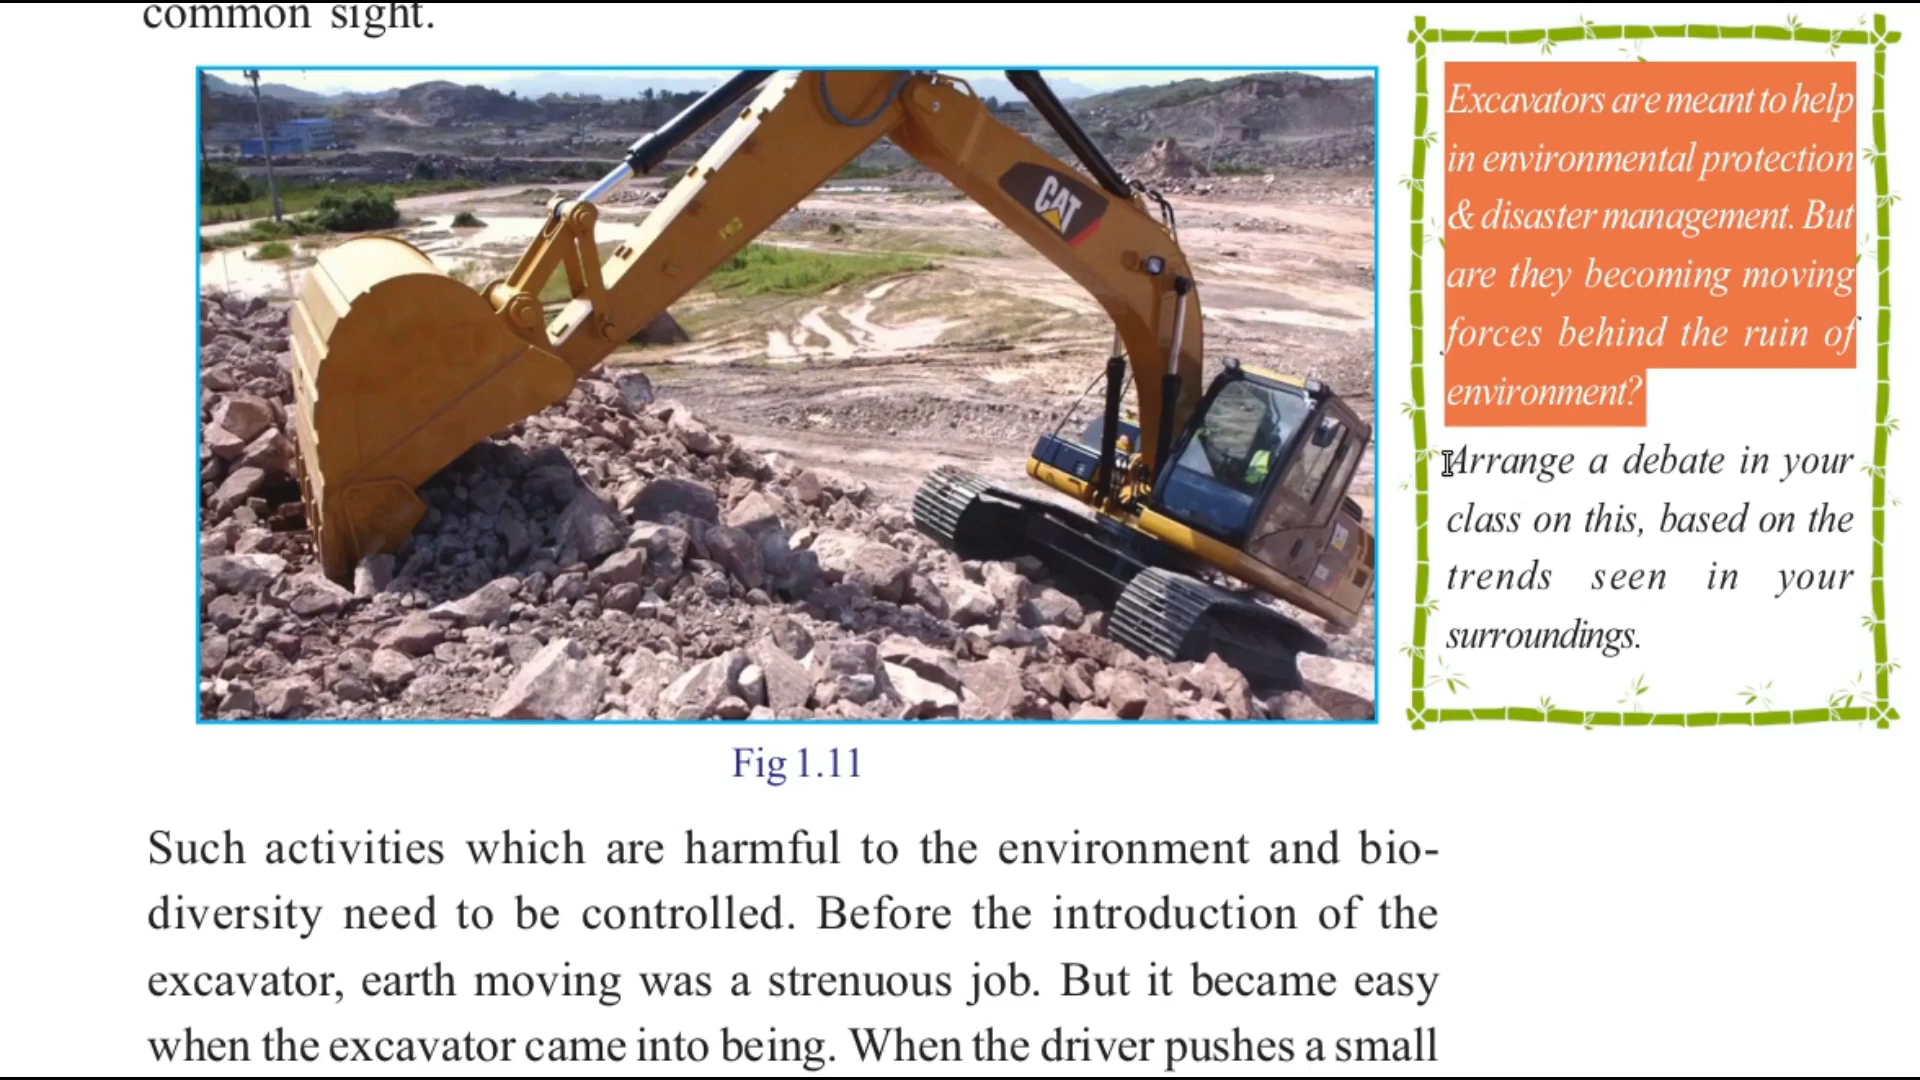 common sight.
CAT
Excavators are meant to help
in environmental protection
& disaster management. But
are they becoming moving
forces behind the ruin of
environment?
Arrange a debate in your
class on this, based on the
trends seen in your
surroundings.
Fig 1.11
Such activities which are harmful to the environment and bio-
diversity need to be controlled. Before the introduction of the
excavator, earth moving was a strenuous job. But it became easy
when the excavator came into being. When the driver pushes a small